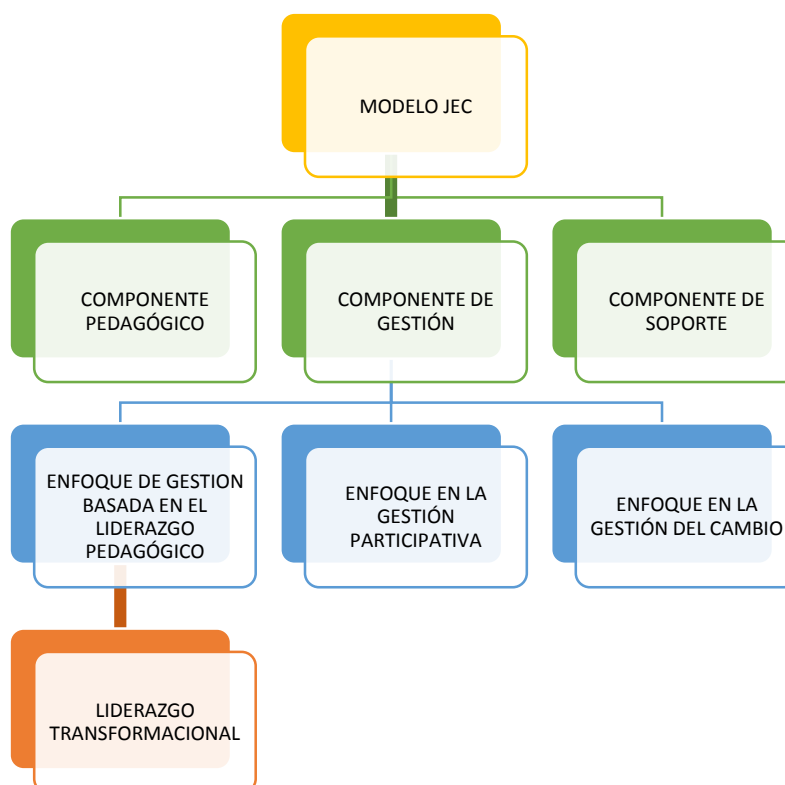 MODELO JEC
COMPONENTE
PEDAGÓGICO
COMPONENTE DE
GESTIÓN
COMPONENTE DE
SOPORTE
ENFOQUE DE GESTION
BASADA EN EL
LIDERAZGO
PEDAGÓGICO
ENFOQUE EN LA
GESTIÓN
PARTICIPATIVA
ENFOQUE EN LA
GESTIÓN DEL CAMBIO
LIDERAZGO
TRANSFORMACIONAL